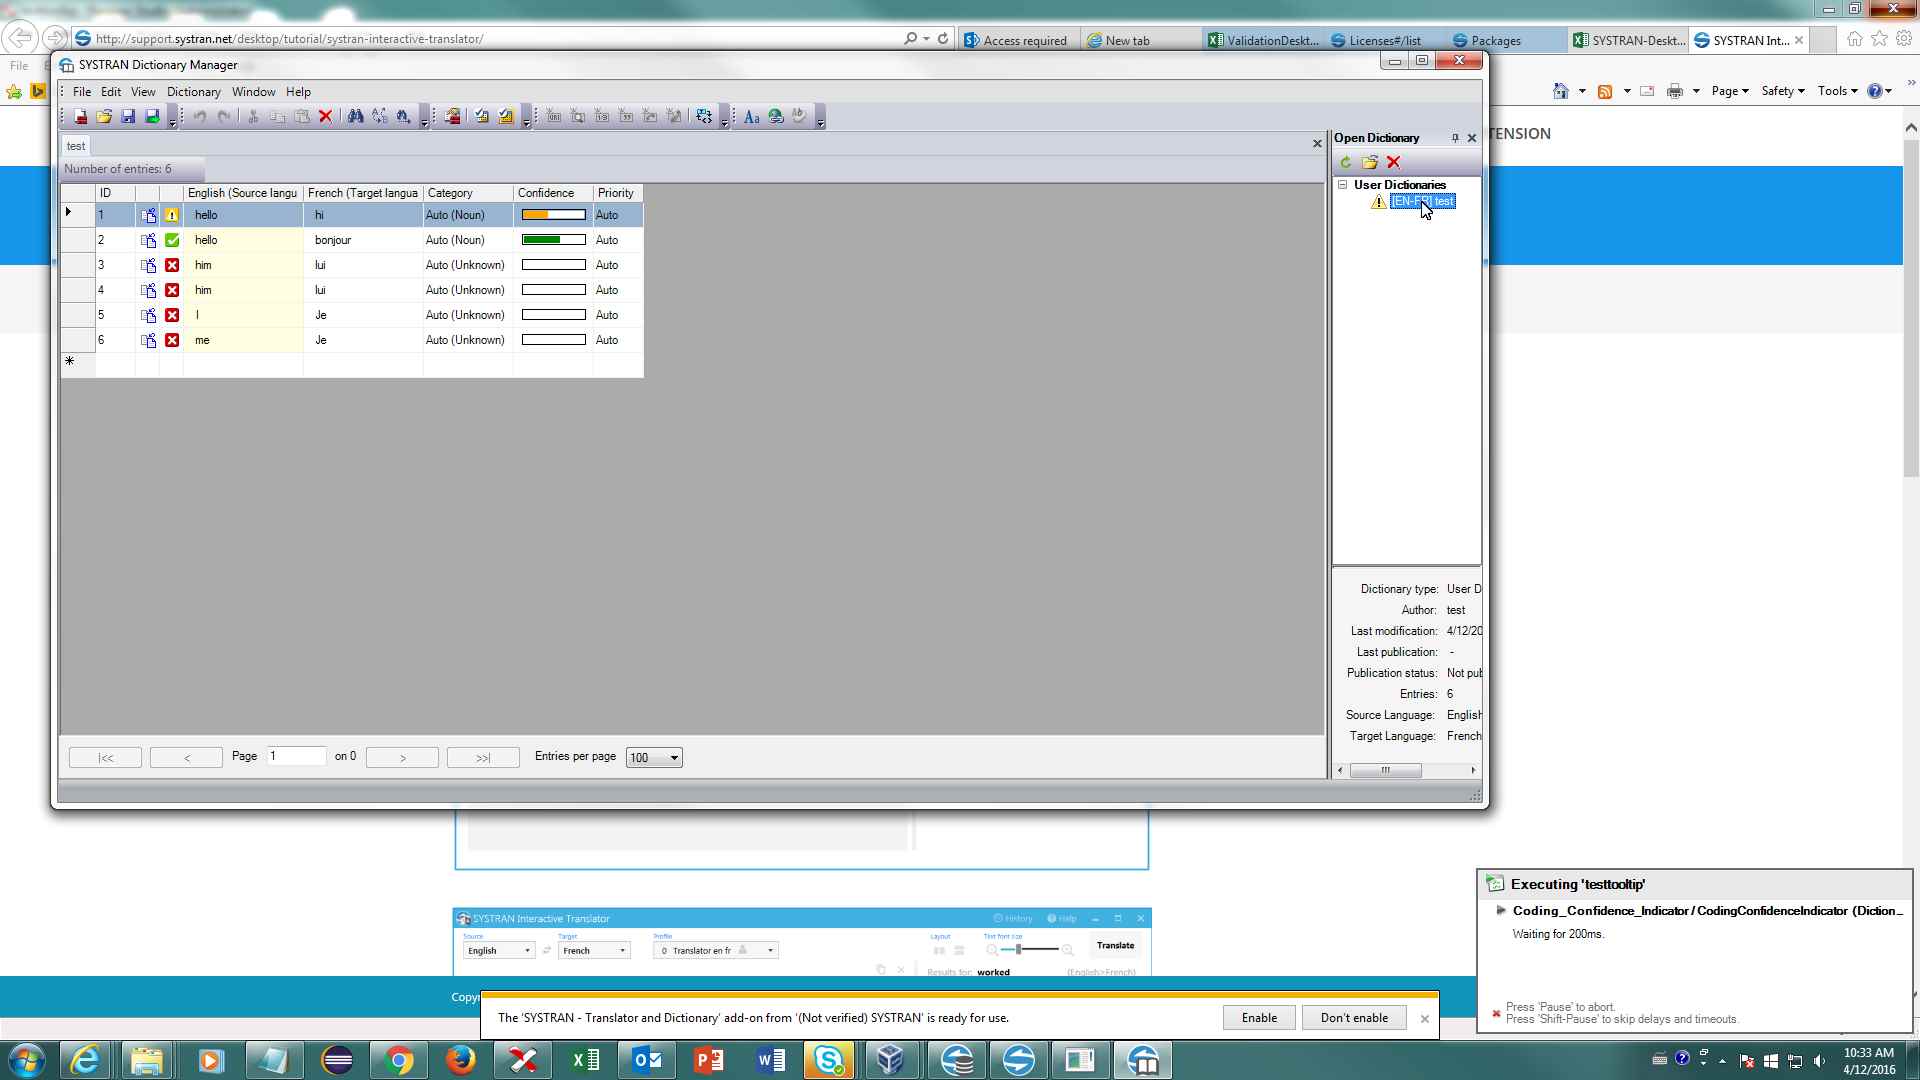 http://support.systran.net/desktop/tutorial/systran-interactive-translator/
Access required
New tab
ValidationDeskt...
Licenses#/list
Packages
SYSTRAN-Deskt...
SYSTRAN Int...
File
Page
Safety
Tools
TENSION
SYSTRAN Dictionary Manager
File Edit View Dictionary Window Help
test
Number of entries: 6
ID English (Source langu French (Target langua Category Confidence Priority
1 hello hi Auto (Noun) Auto
2 hello bonjour Auto (Noun) Auto
3 him lui Auto (Unknown) Auto
4 him lui Auto (Unknown) Auto
5 I Je Auto (Unknown) Auto
6 me Je Auto (Unknown) Auto
*
Open Dictionary
User Dictionaries
[EN-FR] test
Dictionary type: User D
Author: test
Last modification: 4/12/20
Last publication: -
Publication status: Not pub
Entries: 6
Source Language: English
Target Language: French
|<< < Page 1 on 0 > >>| Entries per page 100
SYSTRAN Interactive Translator
History Help
Source Target Profile Layout Text font size
English French 0 Translator en fr Translate
Results for: worked (English>French)
Copyr
The 'SYSTRAN - Translator and Dictionary' add-on from '(Not verified) SYSTRAN' is ready for use.
Enable Don't enable
Executing 'testtooltip'
Coding_Confidence_Indicator / CodingConfidenceIndicator (Diction...
Waiting for 200ms.
Press 'Pause' to abort.
Press 'Shift-Pause' to skip delays and timeouts.
10:33 AM
4/12/2016